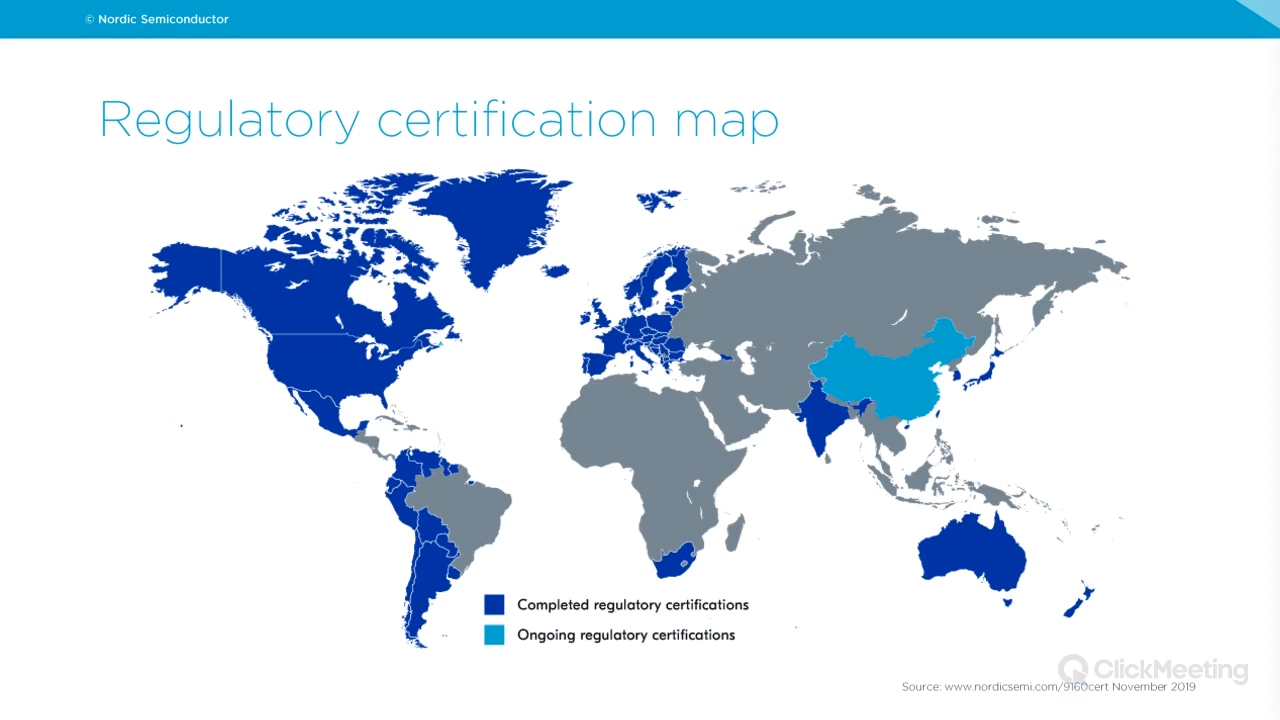 © Nordic Semiconductor
Regulatory certification map
Completed regulatory certifications
Ongoing regulatory certifications
ClickMeeting
Source: www.nordicsemi.com/9160cert November 2019